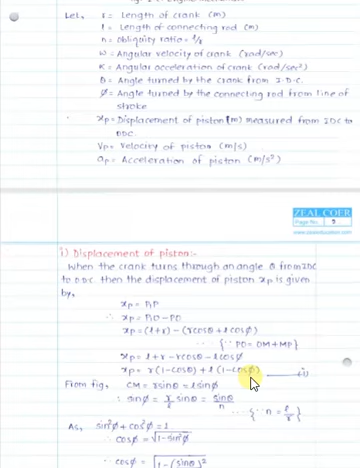 Let, r = Length of crank (m)
l = Length of connecting rod (m)
n = Obliquity ratio = l/r
ω = Angular velocity of crank (rad/sec)
α = Angular acceleration of crank (rad/sec²)
θ = Angle turned by the crank from I.D.C.
φ = Angle turned by the connecting rod from line of
stroke
xp = Displacement of piston (m) measured from IDC to
ODC.
Vp = Velocity of piston (m/s)
ap = Acceleration of piston (m/s²)
ZEAL COER
Page No.
i) Displacement of piston:-
When the crank turns through an angle θ from IDC
to ODC then the displacement of piston xp is given
by,
xp = P₁P
∴ xp = P₁O - PO
xp = (l+r) - (rcosθ + lcosφ)
---{∵ PO = OM + MP}
xp = l + r - rcosθ - lcosφ
xp = r(1-cosθ) + l(1-cosφ) ——(1)
From fig, CM = rsinθ = lsinφ
∴ sinφ = r/l sinθ = sinθ/n ....{∵ n = l/r}
As, sin²φ + cos²φ = 1
∴ cosφ = √1-sin²φ
∴ cosφ = √1-(sinθ)²